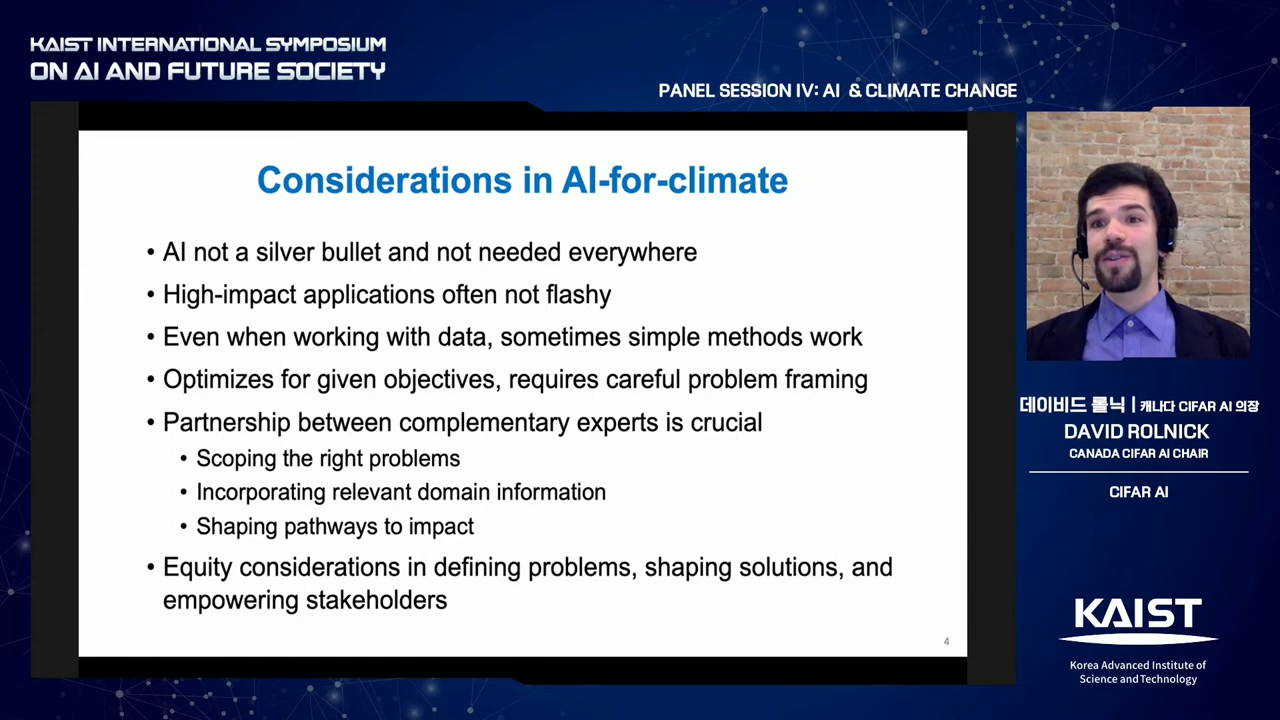 KAIST INTERNATIONAL SYMPOSIUM
ON AI AND FUTURE SOCIETY
PANEL SESSION IV: AI & CLIMATE CHANGE
Considerations in AI-for-climate
• AI not a silver bullet and not needed everywhere
• High-impact applications often not flashy
• Even when working with data, sometimes simple methods work
• Optimizes for given objectives, requires careful problem framing
• Partnership between complementary experts is crucial
• Scoping the right problems
• Incorporating relevant domain information
• Shaping pathways to impact
• Equity considerations in defining problems, shaping solutions, and
empowering stakeholders
4
데이비드 롤닉 | 캐나다 CIFAR AI 의장
DAVID ROLNICK
CANADA CIFAR AI CHAIR
CIFAR AI
KAIST
Korea Advanced Institute of
Science and Technology